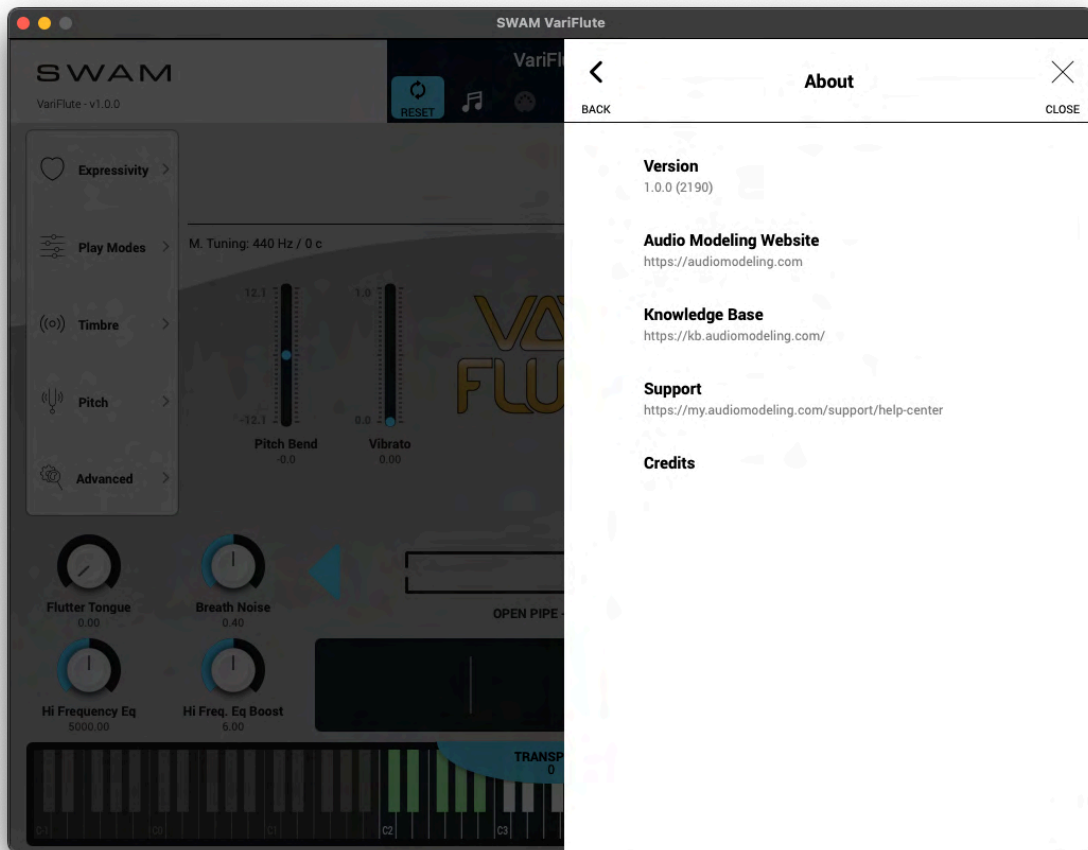 SWAM VariFlute
SWAM
VariFlute - v1.0.0
RESET
Expressivity
Play Modes
Timbre
Pitch
Advanced
M. Tuning: 440 Hz / 0 c
12.1
-12.1
Pitch Bend
-0.0
1.0
0.0
Vibrato
0.00
Flutter Tongue
0.00
Breath Noise
0.40
Hi Frequency Eq
5000.00
Hi Freq. Eq Boost
6.00
OPEN PIPE -
0
C0
C1
C2
C3
BACK
About
CLOSE
Version
1.0.0 (2190)
Audio Modeling Website
https://audiomodeling.com
Knowledge Base
https://kb.audiomodeling.com/
Support
https://my.audiomodeling.com/support/help-center
Credits